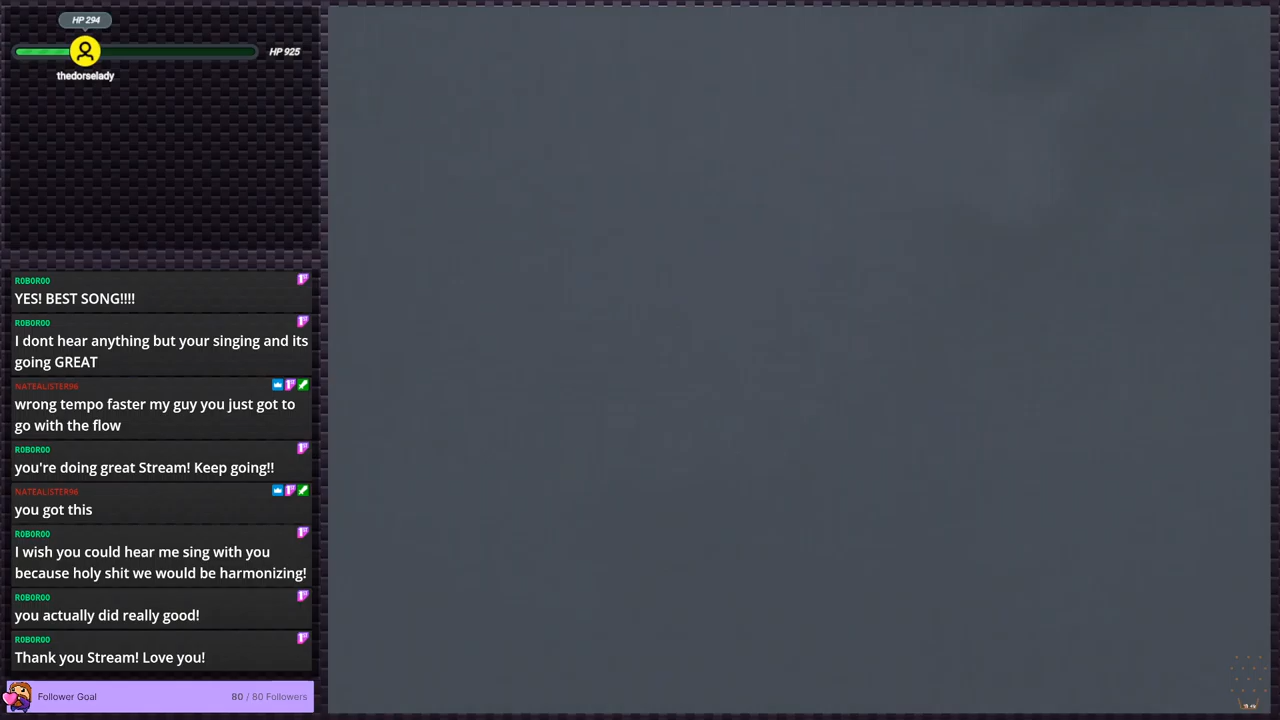 HP 294
HP 925
thedorselady
ROBOROO
YES! BEST SONG!!!!
ROBOROO
I dont hear anything but your singing and its
going GREAT
NATEALISTER96
wrong tempo faster my guy you just got to
go with the flow
ROBOROO
you're doing great Stream! Keep going!!
NATEALISTER96
you got this
ROBOROO
I wish you could hear me sing with you
because holy shit we would be harmonizing!
ROBOROO
you actually did really good!
ROBOROO
Thank you Stream! Love you!
Follower Goal
80 / 80 Followers